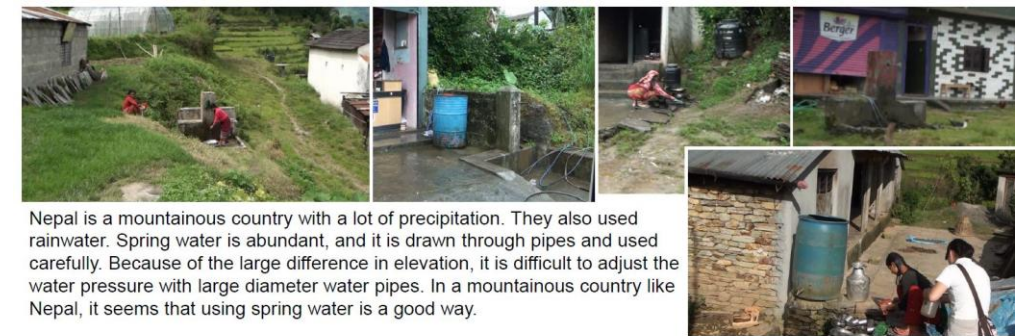 Berger
Nepal is a mountainous country with a lot of precipitation. They also used
rainwater. Spring water is abundant, and it is drawn through pipes and used
carefully. Because of the large difference in elevation, it is difficult to adjust the
water pressure with large diameter water pipes. In a mountainous country like
Nepal, it seems that using spring water is a good way.